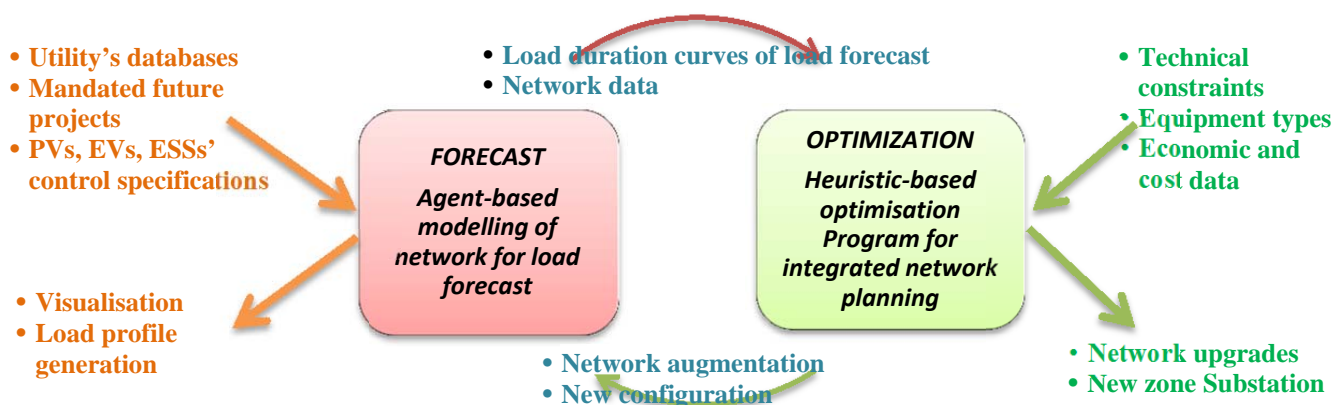 • Utility's databases
• Mandated future
projects
• PVs, EVs, ESSs'
control specifications
• Load duration curves of load forecast
• Network data
• Technical
constraints
• Equipment types
• Economic and
cost data
FORECAST
Agent-based
modelling of
network for load
forecast
OPTIMIZATION
Heuristic-based
optimisation
Program for
integrated network
planning
• Visualisation
• Load profile
generation
• Network augmentation
• New configuration
• Network upgrades
• New zone Substation